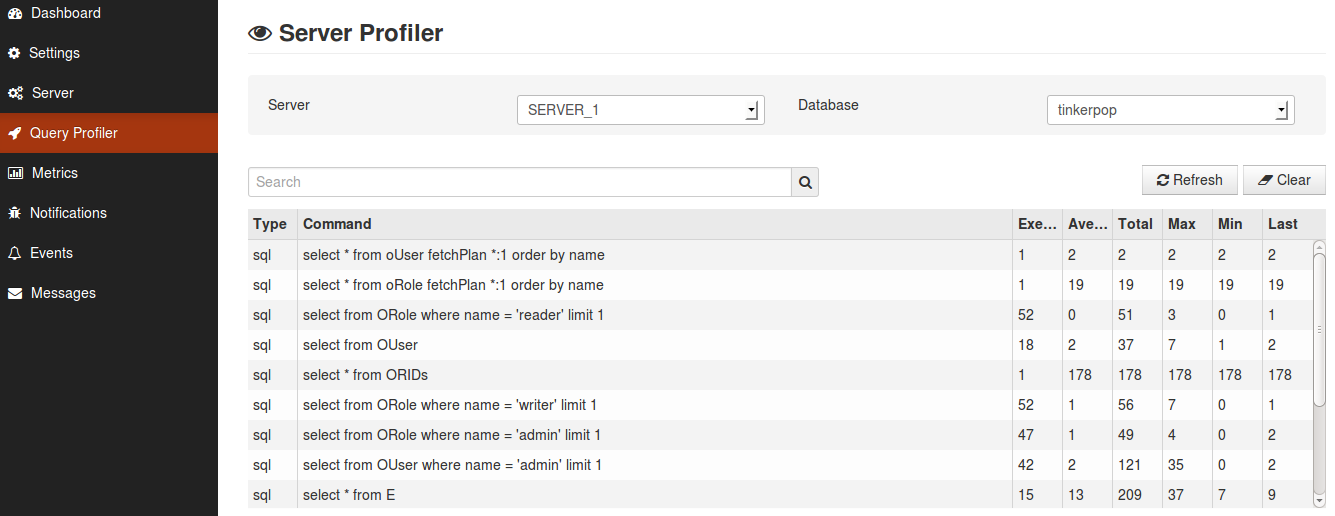 Dashboard
Settings
Server
Query Profiler
Metrics
Notifications
Events
Messages
Server Profiler
Server SERVER_1 Database tinkerpop
Search Refresh Clear
Type Command Exe... Ave... Total Max Min Last
sql select * from oUser fetchPlan *:1 order by name 1 2 2 2 2 2
sql select * from oRole fetchPlan *:1 order by name 1 19 19 19 19 19
sql select from ORole where name = 'reader' limit 1 52 0 51 3 0 1
sql select from OUser 18 2 37 7 1 2
sql select * from ORIDs 1 178 178 178 178 178
sql select from ORole where name = 'writer' limit 1 52 1 56 7 0 1
sql select from ORole where name = 'admin' limit 1 47 1 49 4 0 2
sql select from OUser where name = 'admin' limit 1 42 2 121 35 0 2
sql select * from E 15 13 209 37 7 9